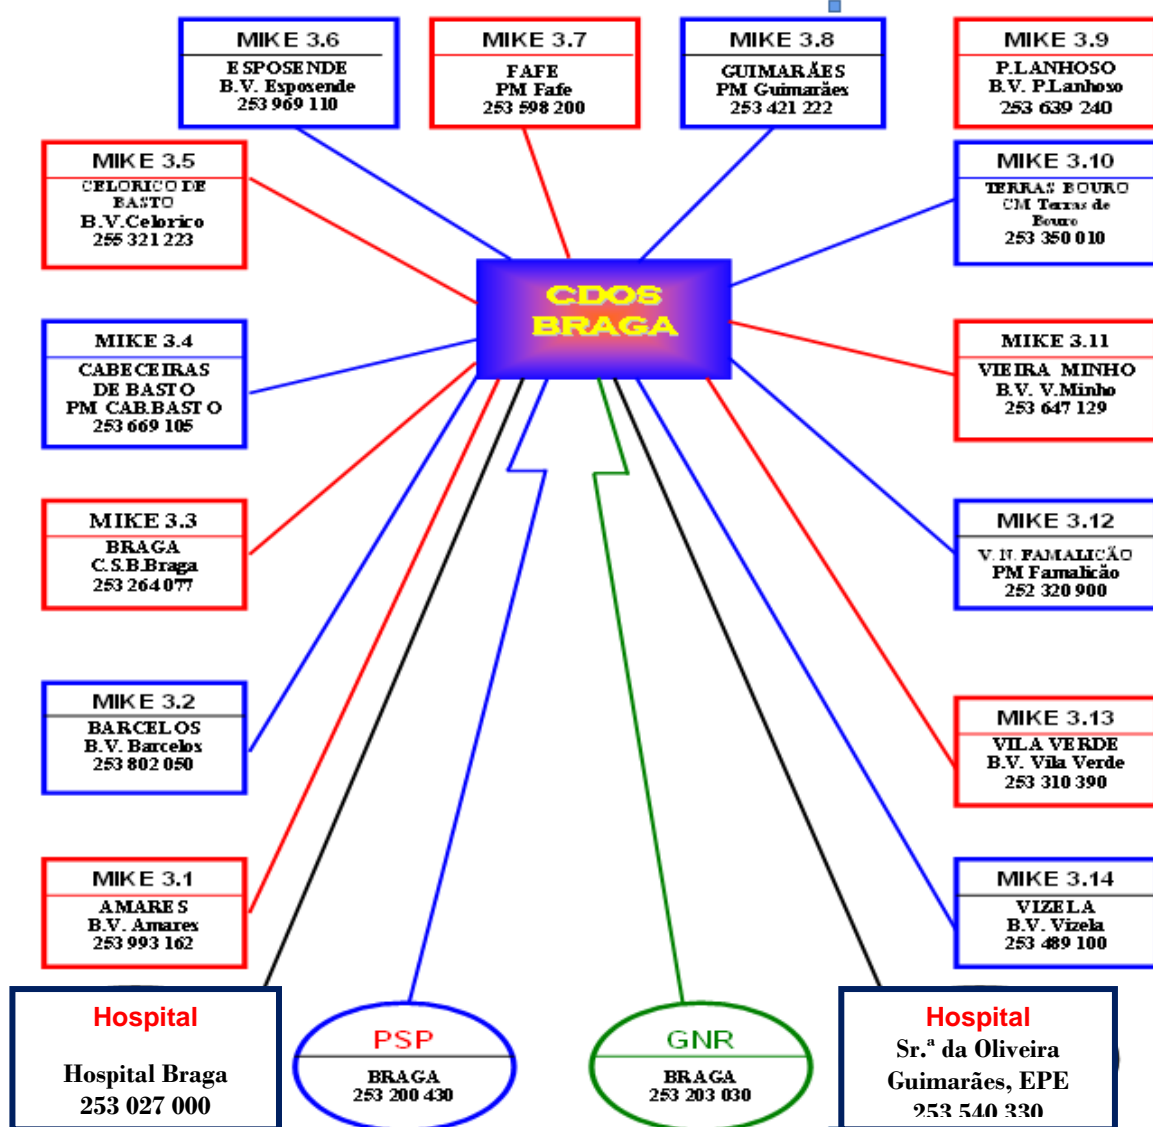 MIKE 3.6
ESPOSENDE
B.V. Esposende
253 969 110
MIKE 3.7
FAFE
PM Fafe
253 598 200
MIKE 3.8
GUIMARÃES
PM Guimarães
253 421 222
MIKE 3.9
P.LANHOSO
B.V. P.Lanhoso
253 639 240
MIKE 3.5
CELORICO DE
BASTO
B.V.Celorico
255 321 223
MIKE 3.10
TERRAS BOURO
CM Terras de
Bouro
253 350 010
CDOS
BRAGA
MIKE 3.4
CABECEIRAS
DE BASTO
PM CAB.BASTO
253 669 105
MIKE 3.11
VIEIRA MINHO
B.V. V.Minho
253 647 129
MIKE 3.3
BRAGA
C.S.B.Braga
253 264 077
MIKE 3.12
V. N. FAMALICÃO
PM Famalicão
252 320 900
MIKE 3.2
BARCELOS
B.V. Barcelos
253 802 050
MIKE 3.13
VILA VERDE
B.V. Vila Verde
253 310 390
MIKE 3.1
AMARES
B.V. Amares
253 993 162
MIKE 3.14
VIZELA
B.V. Vizela
253 489 100
Hospital
Hospital Braga
253 027 000
PSP
BRAGA
253 200 430
GNR
BRAGA
253 203 030
Hospital
Sr.ª da Oliveira
Guimarães, EPE
253 540 330